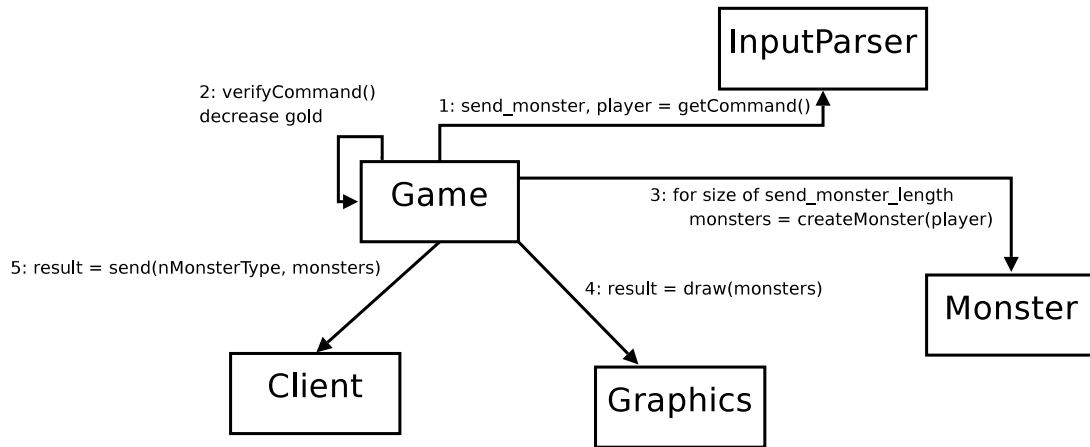 InputParser
2: verifyCommand()
decrease gold
1: send_monster, player = getCommand()
Game
3: for size of send_monster_length
monsters = createMonster(player)
5: result = send(nMonsterType, monsters)
4: result = draw(monsters)
Monster
Client
Graphics